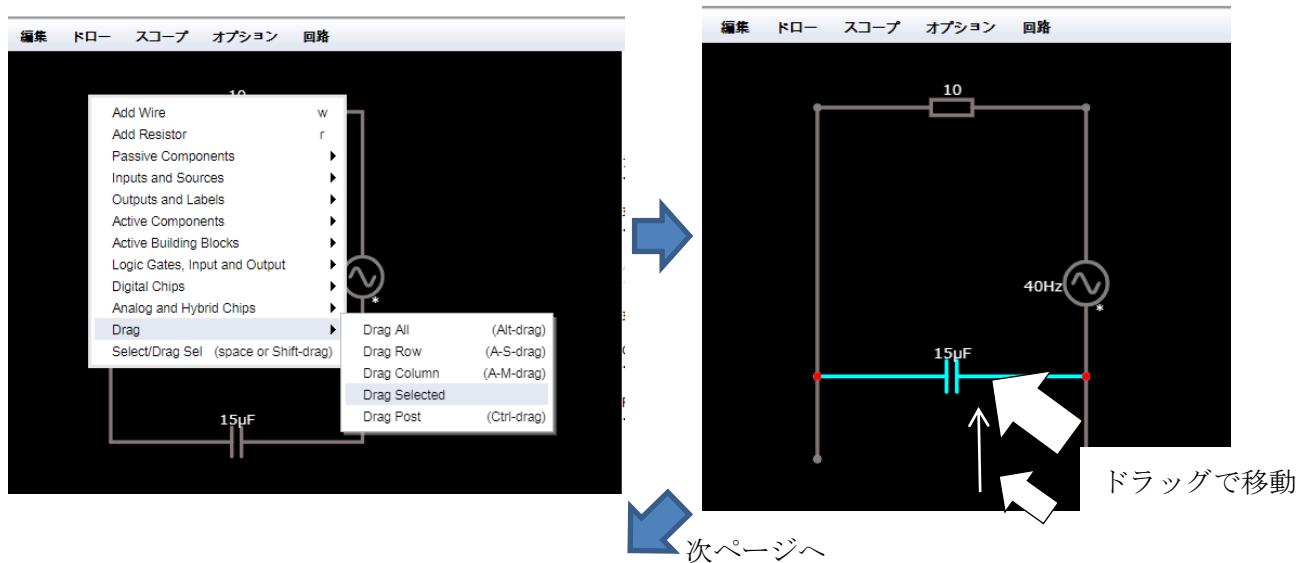 編集 ドロー スコープ オプション 回路
10
Add Wire w
Add Resistor r
Passive Components
Inputs and Sources
Outputs and Labels
Active Components
Active Building Blocks
Logic Gates, Input and Output
Digital Chips
Analog and Hybrid Chips
Drag
Select/Drag Sel (space or Shift-drag)
Drag All (Alt-drag)
Drag Row (A-S-drag)
Drag Column (A-M-drag)
Drag Selected
Drag Post (Ctrl-drag)
*
15μF
編集 ドロー スコープ オプション 回路
10
40Hz
*
15μF
ドラッグで移動
次ページへ